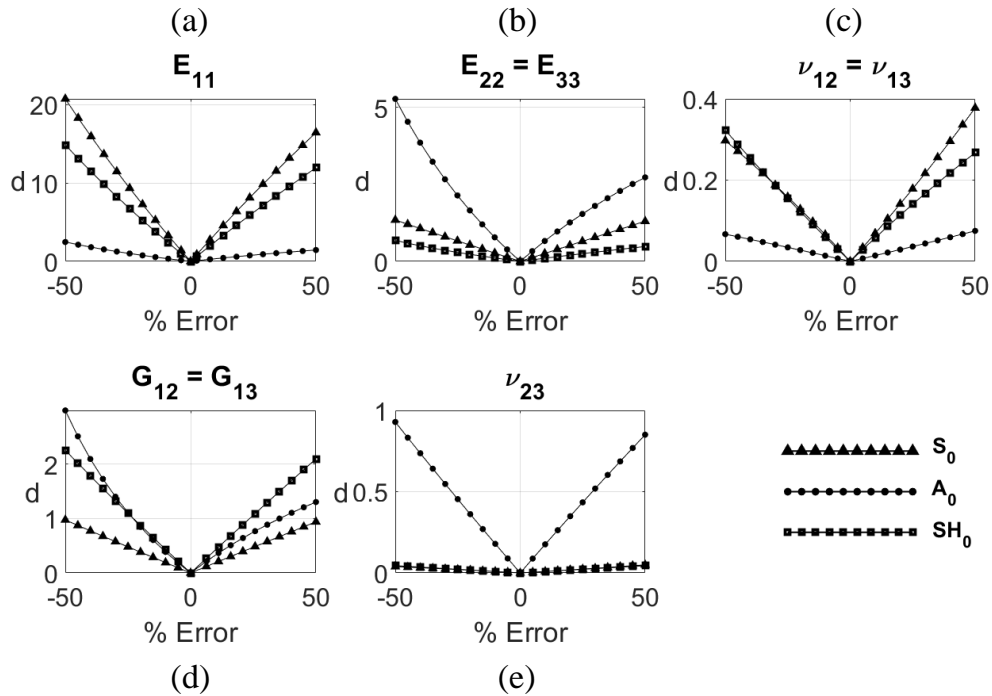 (a) (b) (c)
E11 E22 = E33 ν12 = ν13
20 5 0.4
d 10 d d 0.2
0 0 0
-50 0 50 -50 0 50 -50 0 50
% Error % Error % Error
G12 = G13 ν23
1
2
d d 0.5
1
0 0
-50 0 50 -50 0 50
% Error % Error
S0
A0
SH0
(d) (e)